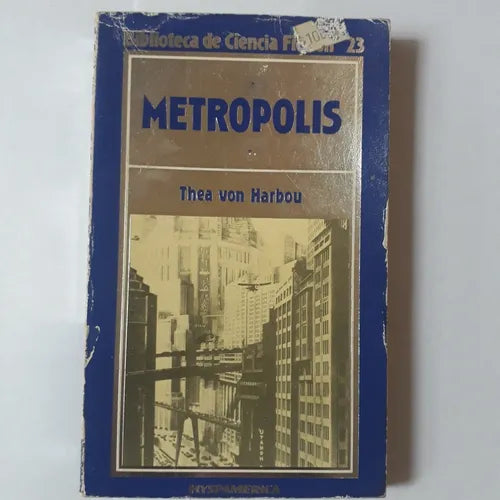 Biblioteca de Ciencia Ficción 23
METROPOLIS
Thea von Harbou
HYSPAMERICA